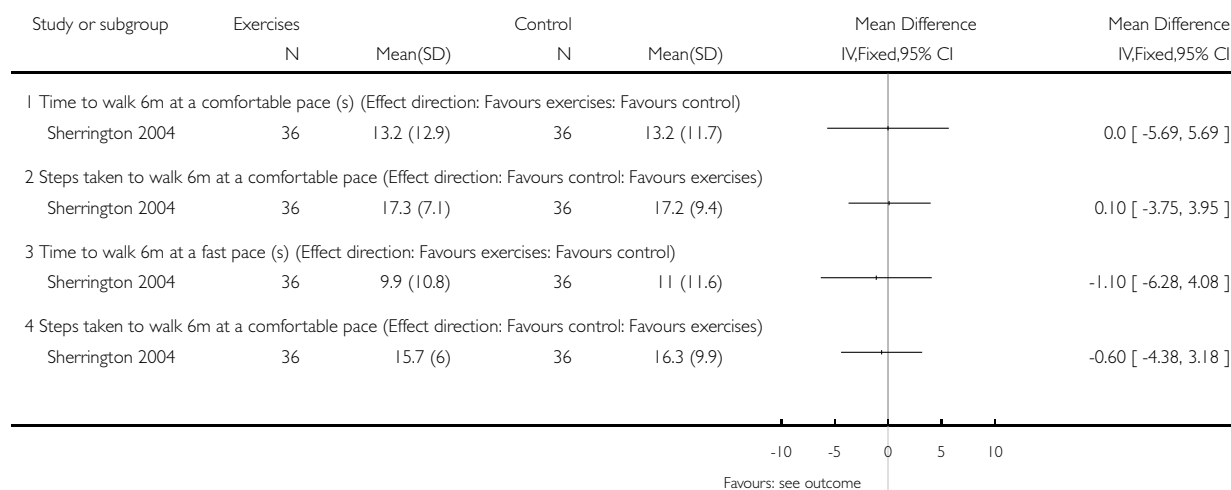 Study or subgroup Exercises Control Mean Difference Mean Difference
N Mean(SD) N Mean(SD) IV,Fixed,95% CI IV,Fixed,95% CI
1 Time to walk 6m at a comfortable pace (s) (Effect direction: Favours exercises: Favours control)
Sherrington 2004 36 13.2 (12.9) 36 13.2 (11.7) 0.0 [ -5.69, 5.69 ]
2 Steps taken to walk 6m at a comfortable pace (Effect direction: Favours control: Favours exercises)
Sherrington 2004 36 17.3 (7.1) 36 17.2 (9.4) 0.10 [ -3.75, 3.95 ]
3 Time to walk 6m at a fast pace (s) (Effect direction: Favours exercises: Favours control)
Sherrington 2004 36 9.9 (10.8) 36 11 (11.6) -1.10 [ -6.28, 4.08 ]
4 Steps taken to walk 6m at a comfortable pace (Effect direction: Favours control: Favours exercises)
Sherrington 2004 36 15.7 (6) 36 16.3 (9.9) -0.60 [ -4.38, 3.18 ]
-10 -5 0 5 10
Favours: see outcome